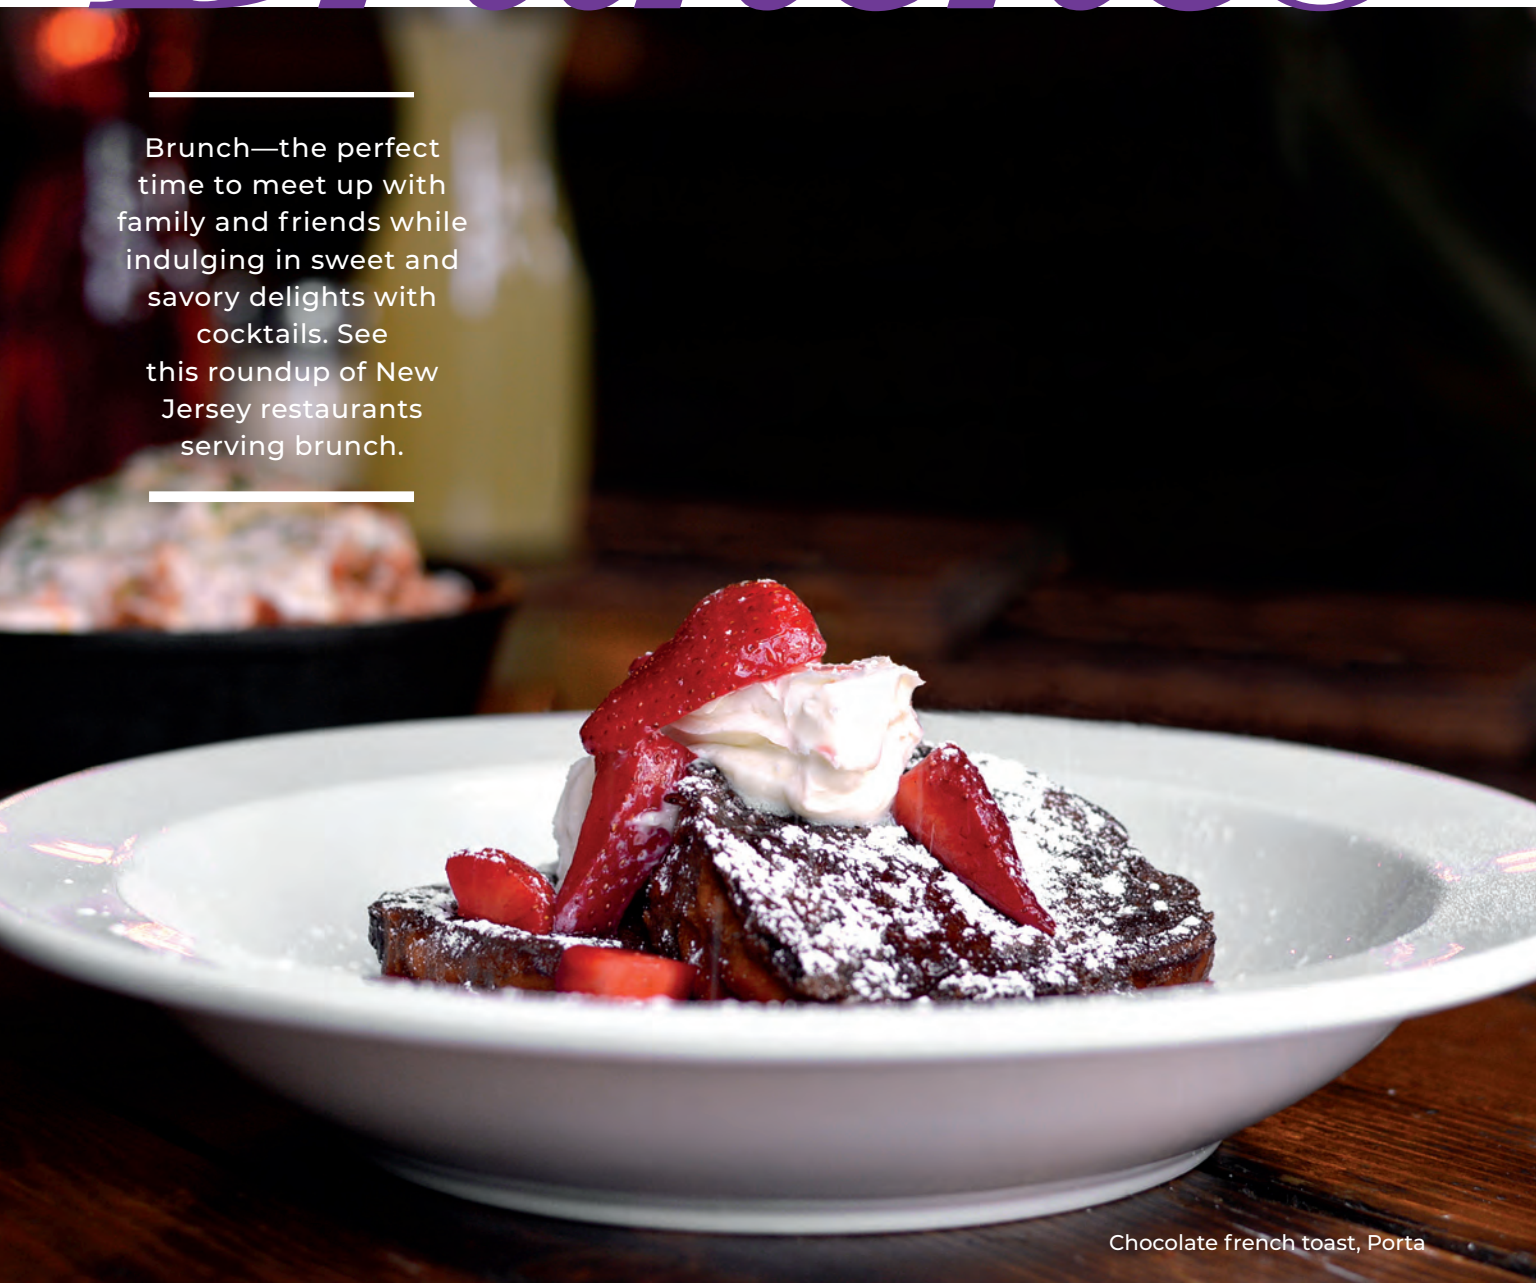 Brunch—the perfect
time to meet up with
family and friends while
indulging in sweet and
savory delights with
cocktails. See
this roundup of New
Jersey restaurants
serving brunch.
Chocolate french toast, Porta